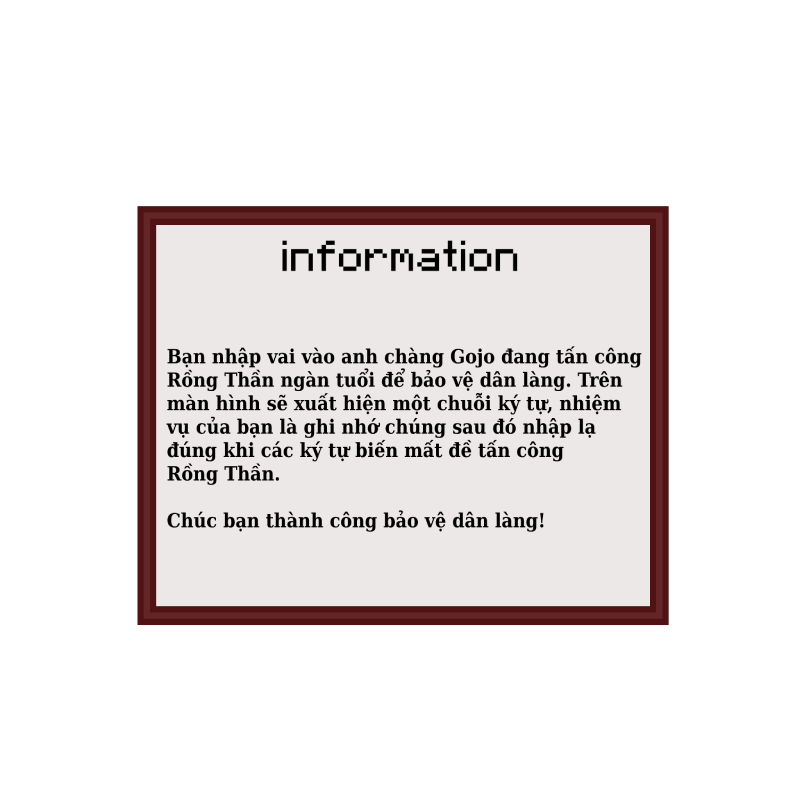 information
Bạn nhập vai vào anh chàng Gojo đang tấn công
Rồng Thần ngàn tuổi để bảo vệ dân làng. Trên
màn hình sẽ xuất hiện một chuỗi ký tự, nhiệm
vụ của bạn là ghi nhớ chúng sau đó nhập lạ
đúng khi các ký tự biến mất đề tấn công
Rồng Thần.
Chúc bạn thành công bảo vệ dân làng!